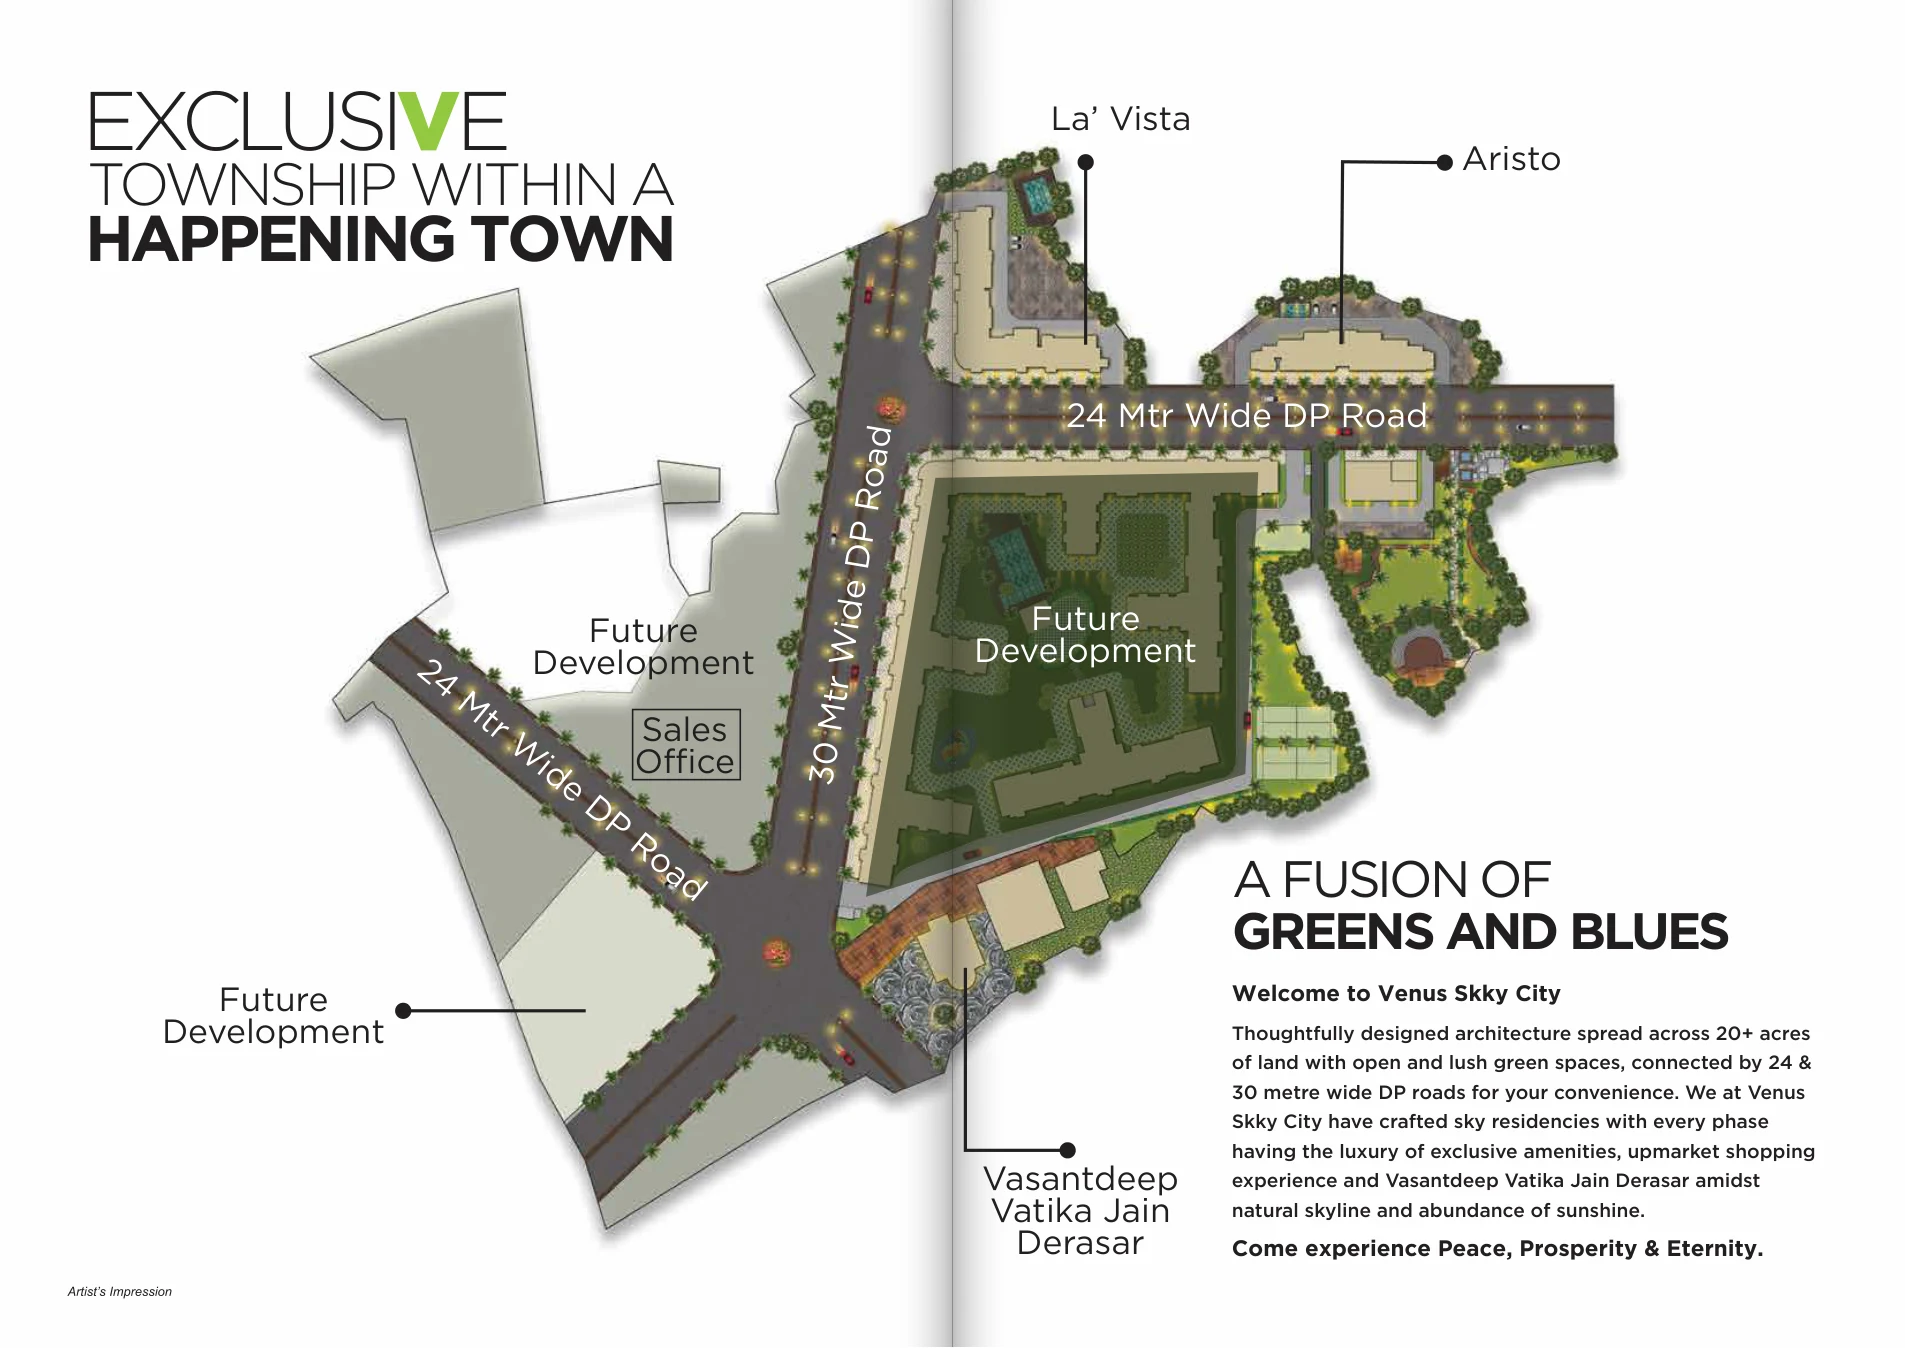 EXCLUSIVE
TOWNSHIP WITHIN A
HAPPENING TOWN
La’ Vista
Aristo
24 Mtr Wide DP Road
30 Mtr Wide DP Road
Future
Development
Future
Development
24 Mtr Wide DP Road
Sales
Office
Future
Development
Vasantdeep
Vatika Jain
Derasar
A FUSION OF
GREENS AND BLUES
Welcome to Venus Skky City
Thoughtfully designed architecture spread across 20+ acres
of land with open and lush green spaces, connected by 24 &
30 metre wide DP roads for your convenience. We at Venus
Skky City have crafted sky residencies with every phase
having the luxury of exclusive amenities, upmarket shopping
experience and Vasantdeep Vatika Jain Derasar amidst
natural skyline and abundance of sunshine.
Come experience Peace, Prosperity & Eternity.
Artist’s Impression